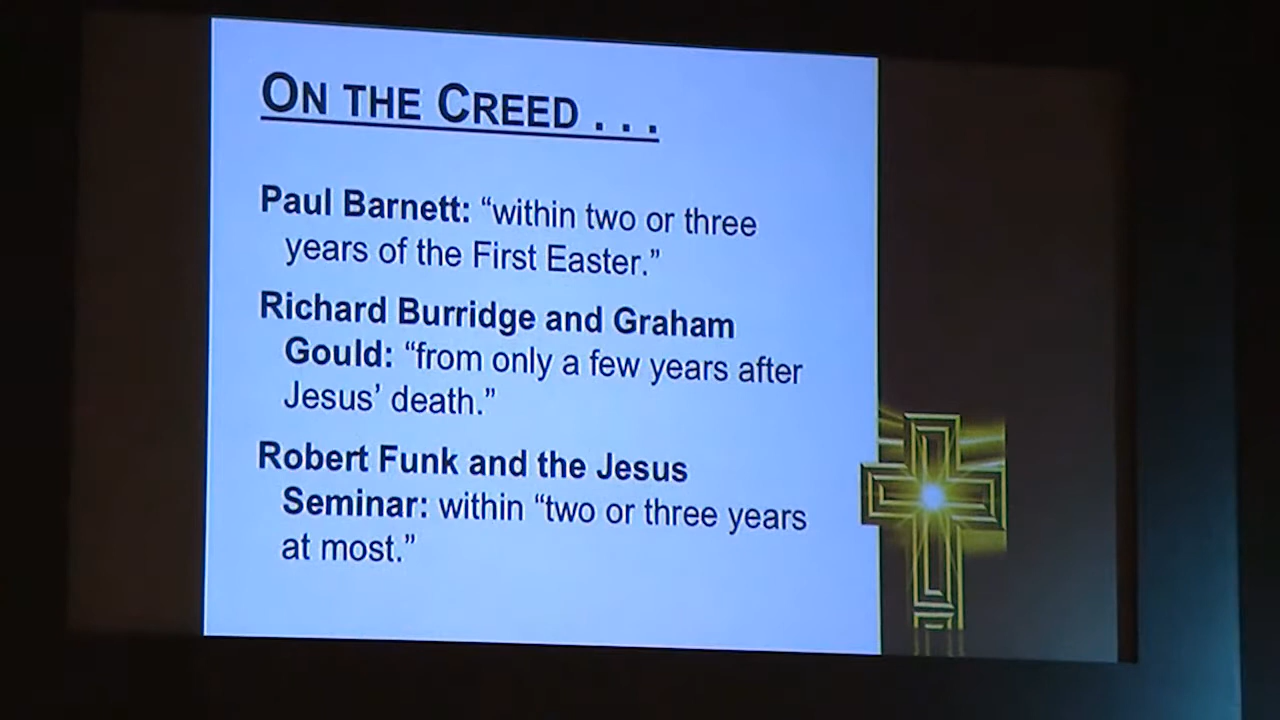 ON THE CREED . . .
Paul Barnett: “within two or three
years of the First Easter.”
Richard Burridge and Graham
Gould: “from only a few years after
Jesus’ death.”
Robert Funk and the Jesus
Seminar: within “two or three years
at most.”